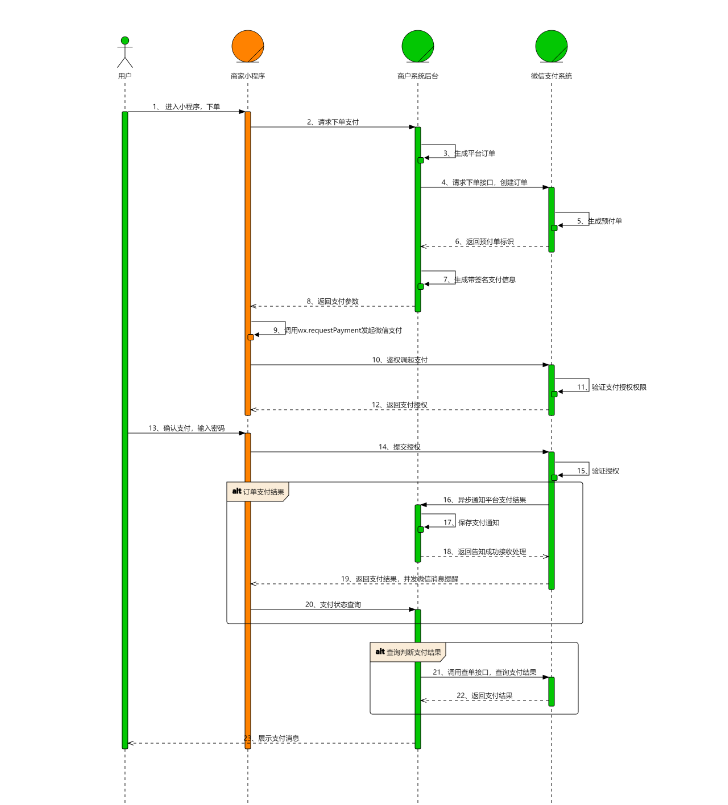 用户
商家小程序
商户系统后台
微信支付系统
1、 进入小程序，下单
2、请求下单支付
3、生成平台订单
4、请求下单接口，创建订单
5、生成预付单
6、返回预付单标识
7、生成带签名支付信息
8、返回支付参数
9、调用wx.requestPayment发起微信支付
10、鉴权调起支付
11、验证支付授权权限
12、返回支付授权
13、确认支付，输入密码
14、提交授权
15、验证授权
alt 订单支付结果
16、异步通知平台支付结果
17、保存支付通知
18、返回告知成功接收处理
19、返回支付结果，并发微信消息提醒
20、支付状态查询
alt 查询判断支付结果
21、调用查单接口，查询支付结果
22、返回支付结果
23、展示支付消息